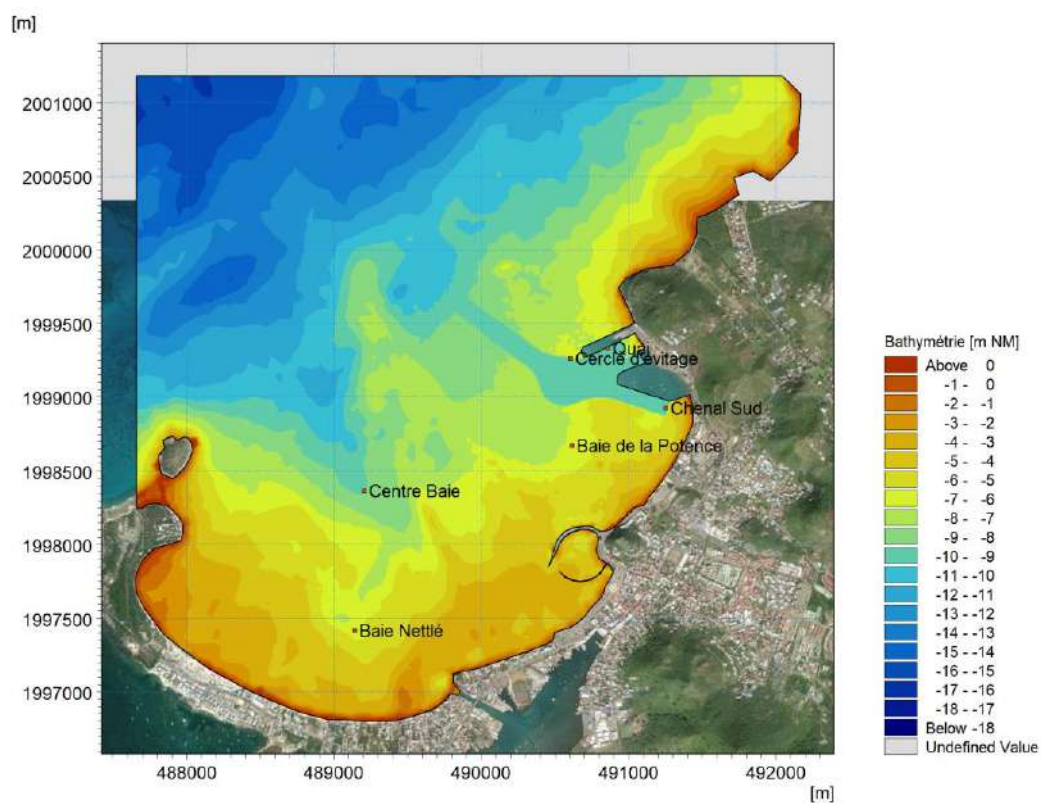 [m]
2001000
2000500
2000000
1999500
1999000
1998500
1998000
1997500
1997000
Quai
Cercle d'évitage
Chenal Sud
Baie de la Potence
Centre Baie
Baie Nettlé
488000 489000 490000 491000 492000
[m]
Bathymétrie [m NM]
Above 0
-1 - 0
-2 - -1
-3 - -2
-4 - -3
-5 - -4
-6 - -5
-7 - -6
-8 - -7
-9 - -8
-10 - -9
-11 - -10
-12 - -11
-13 - -12
-14 - -13
-15 - -14
-16 - -15
-17 - -16
-18 - -17
Below -18
Undefined Value